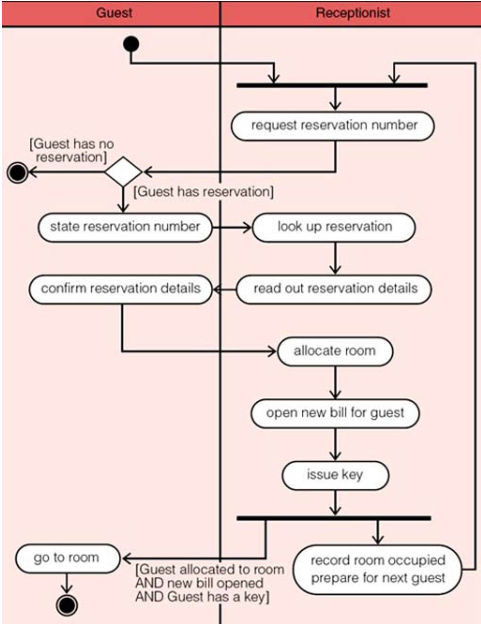 Guest
Receptionist
request reservation number
[Guest has no
reservation]
[Guest has reservation]
state reservation number
look up reservation
confirm reservation details
read out reservation details
allocate room
open new bill for guest
issue key
go to room
[Guest allocated to room
AND new bill opened
AND Guest has a key]
record room occupied
prepare for next guest